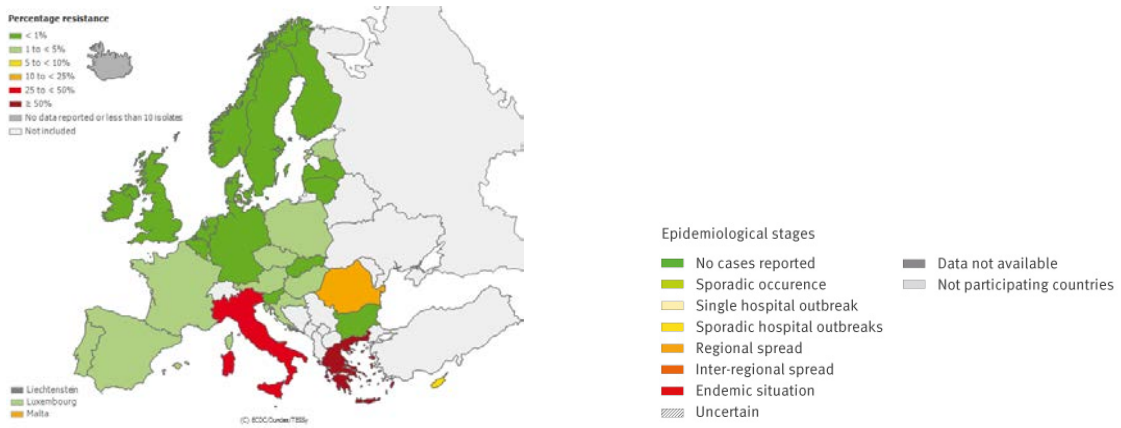 Percentage resistance
< 1%
1 to < 5%
5 to < 10%
10 to < 25%
25 to < 50%
≥ 50%
No data reported or less than 10 isolates
Not included
Liechtenstein
Luxembourg
Malta
(C) ECDC/Dundas/TESSy
Epidemiological stages
No cases reported
Sporadic occurence
Single hospital outbreak
Sporadic hospital outbreaks
Regional spread
Inter-regional spread
Endemic situation
Uncertain
Data not available
Not participating countries